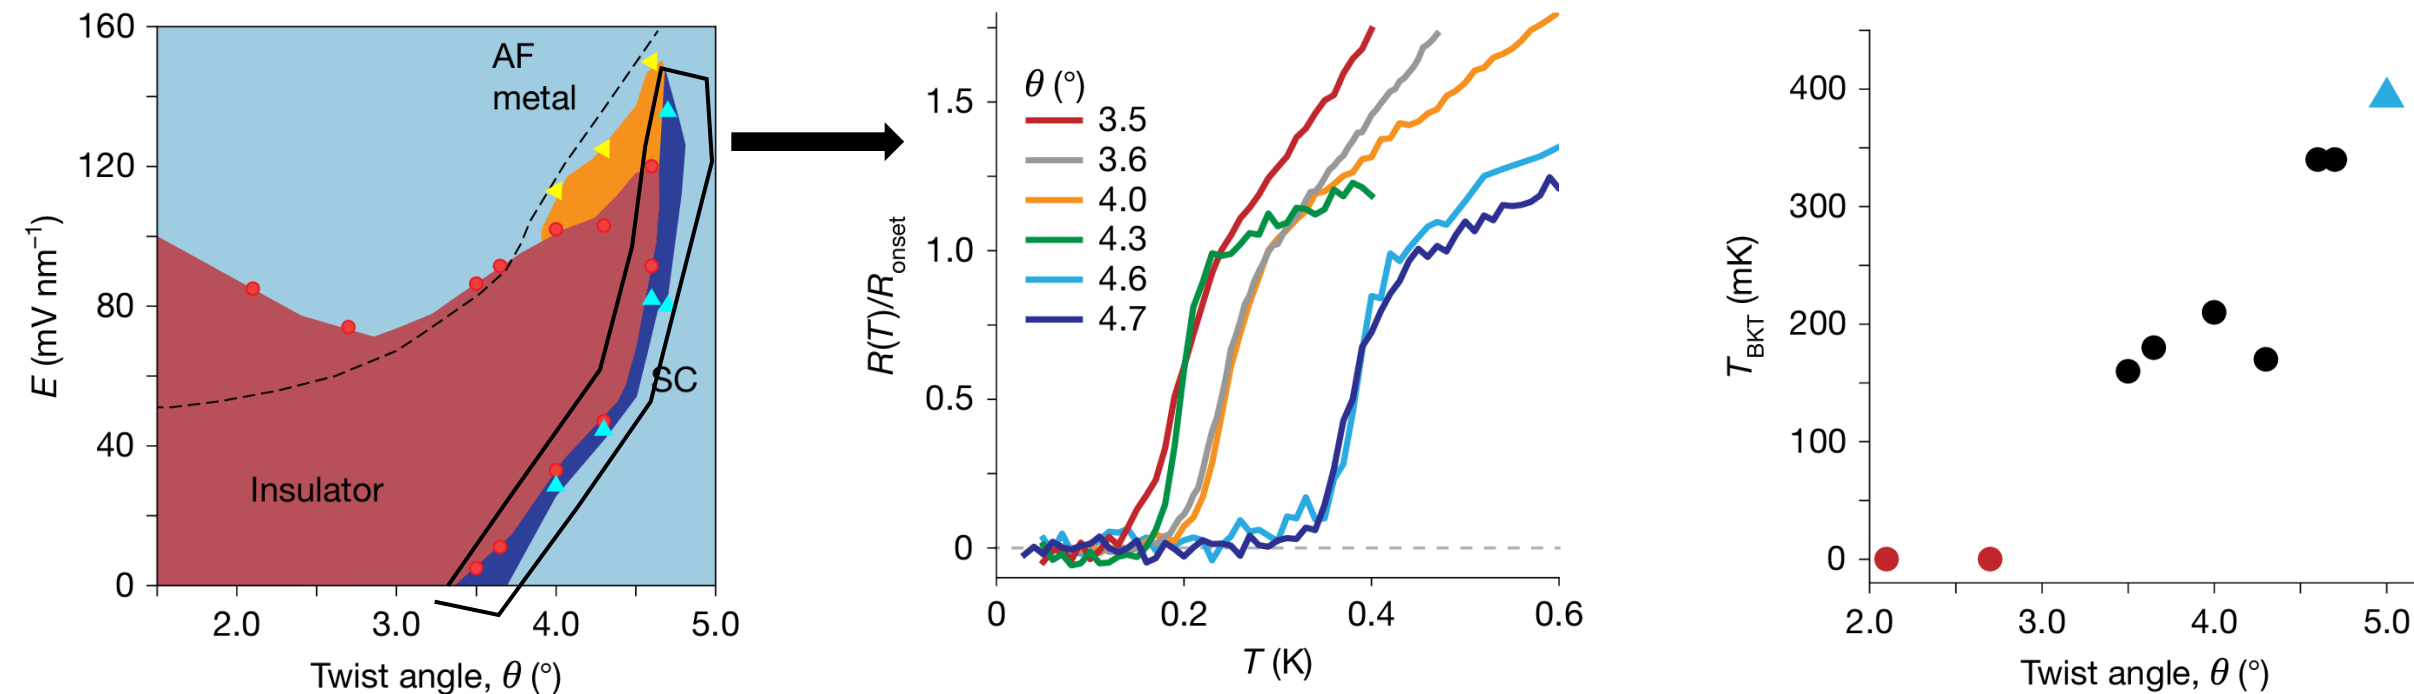 160
120
80
40
0
E (mV nm⁻¹)
AF
metal
Insulator
SC
2.0 3.0 4.0 5.0
Twist angle, θ (°)
R(T)/Ronset
1.5
1.0
0.5
0
θ (°)
3.5
3.6
4.0
4.3
4.6
4.7
0 0.2 0.4 0.6
T (K)
TBKT (mK)
400
300
200
100
0
2.0 3.0 4.0 5.0
Twist angle, θ (°)